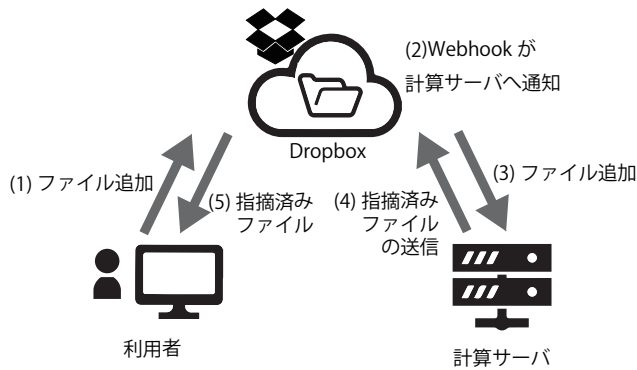 (2)Webhook が
計算サーバへ通知
Dropbox
(1) ファイル追加
(5) 指摘済み
ファイル
(4) 指摘済み
ファイル
の送信
(3) ファイル追加
利用者
計算サーバ